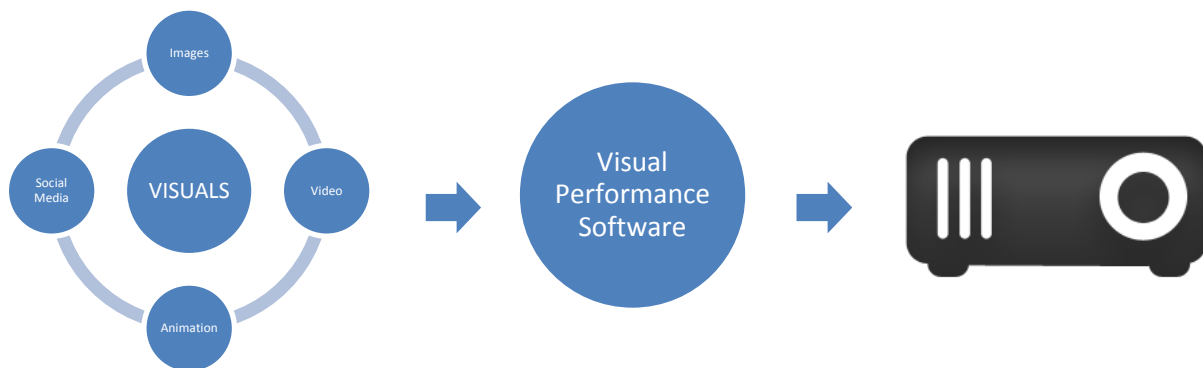 Images
Social
Media
VISUALS
Video
Animation
Visual
Performance
Software